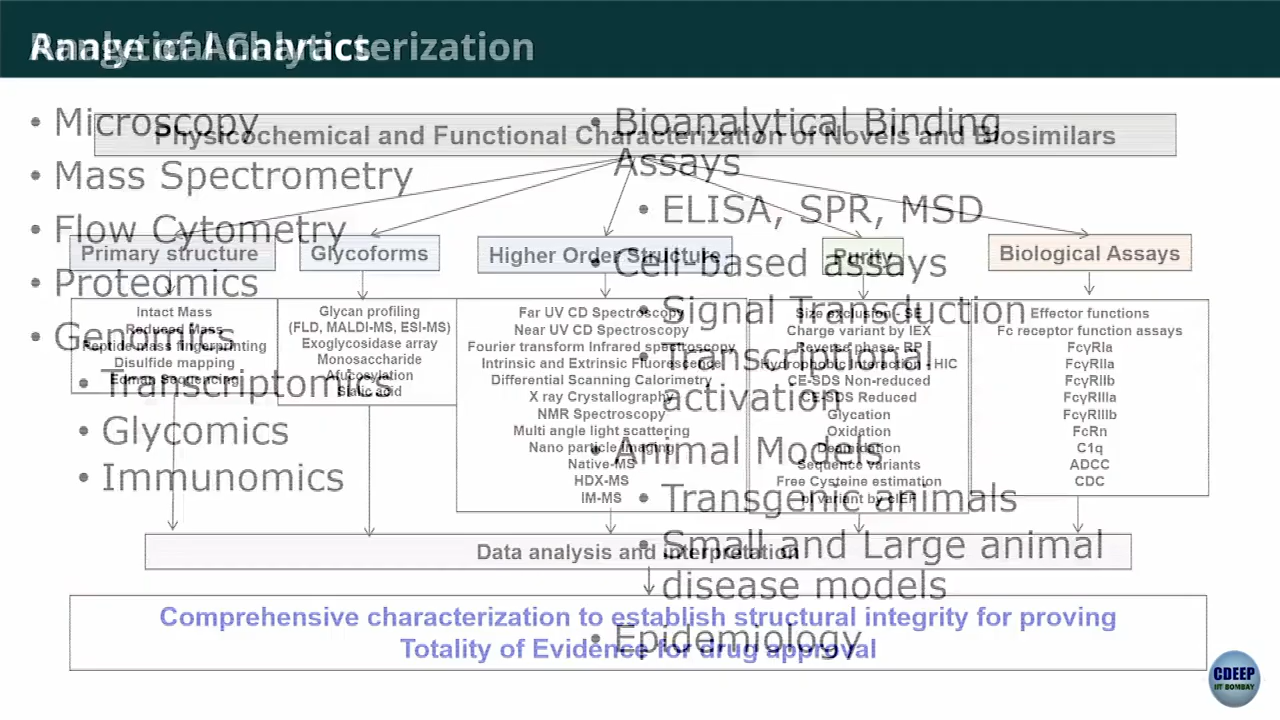 Range of Analytics
Analytical Characterization
• Microscopy
• Mass Spectrometry
• Flow Cytometry
• Proteomics
• Genomics
• Transcriptomics
• Glycomics
• Immunomics
• Bioanalytical Binding
Assays
• ELISA, SPR, MSD
• Cell-based assays
• Signal Transduction
• Transcriptional
activation
• Animal Models
• Transgenic animals
• Small and Large animal
disease models
• Epidemiology
Physicochemical and Functional Characterization of Novels and Biosimilars
Primary structure
Intact Mass
Reduced Mass
Peptide mass fingerprinting
Disulfide mapping
Edman Sequencing
Glycoforms
Glycan profiling
(FLD, MALDI-MS, ESI-MS)
Exoglycosidase array
Monosaccharide
Afucosylation
Sialic acid
Higher Order Structure
Far UV CD Spectroscopy
Near UV CD Spectroscopy
Fourier transform Infrared spectroscopy
Intrinsic and Extrinsic Fluorescence
Differential Scanning Calorimetry
X ray Crystallography
NMR Spectroscopy
Multi angle light scattering
Nano particle imaging
Native-MS
HDX-MS
IM-MS
Purity
Size exclusion - SE
Charge variant by IEX
Reverse phase- RP
Hydrophobic Interaction - HIC
CE-SDS Non-reduced
CE-SDS Reduced
Glycation
Oxidation
Deamidation
Sequence variants
Free Cysteine estimation
pI variant by cIEF
Biological Assays
Effector functions
Fc receptor function assays
FcγRIa
FcγRIIa
FcγRIIb
FcγRIIIa
FcγRIIIb
FcRn
C1q
ADCC
CDC
Data analysis and interpretation
Comprehensive characterization to establish structural integrity for proving
Totality of Evidence for drug approval
CDEEP
IIT BOMBAY